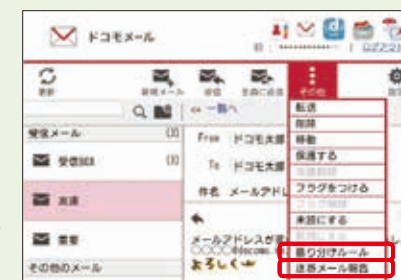 ドコモメール
ログアウト
更新
新規メール
返信
全員に返信
その他
一覧へ
転送
削除
移動
保護する
フラグをつける
未読にする
振り分けルール
迷惑メール報告
受信メール
受信BOX
From ドコモ太郎
To ドコモ太郎
件名 メールアドレ
重要
メールアドレスが変
よろしく
その他のメール